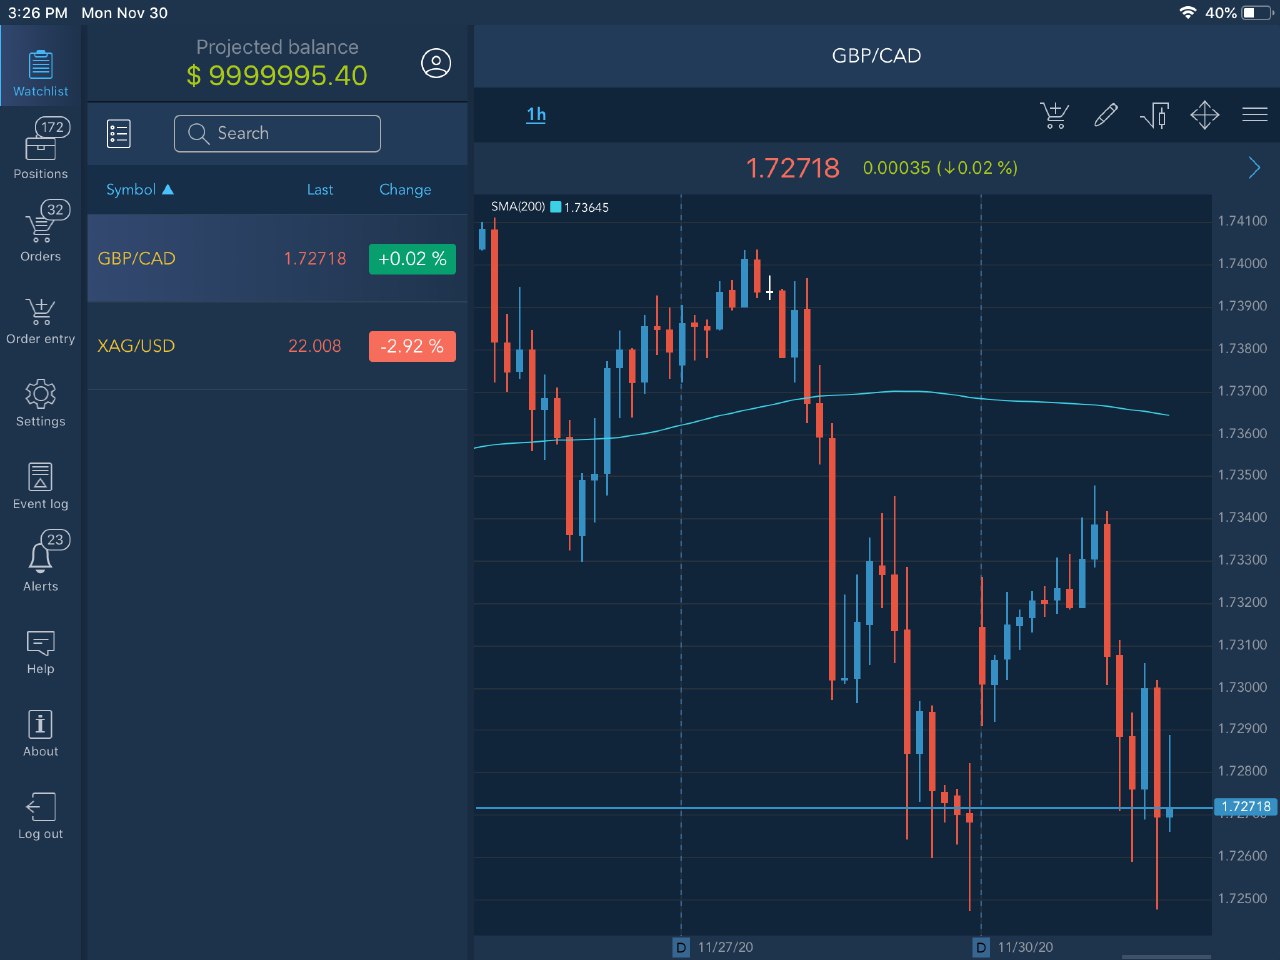 3:26 PM Mon Nov 30
40%
Watchlist
172
Positions
32
Orders
Order entry
Settings
Event log
23
Alerts
Help
About
Log out
Projected balance
$ 9999995.40
Search
Symbol ▲ Last Change
GBP/CAD 1.72718 +0.02 %
XAG/USD 22.008 -2.92 %
GBP/CAD
1h
1.72718 0.00035 (↓0.02 %)
SMA(200) 1.73645
1.74100
1.74000
1.73900
1.73800
1.73700
1.73600
1.73500
1.73400
1.73300
1.73200
1.73100
1.73000
1.72900
1.72800
1.72718
1.72600
1.72500
D 11/27/20 D 11/30/20